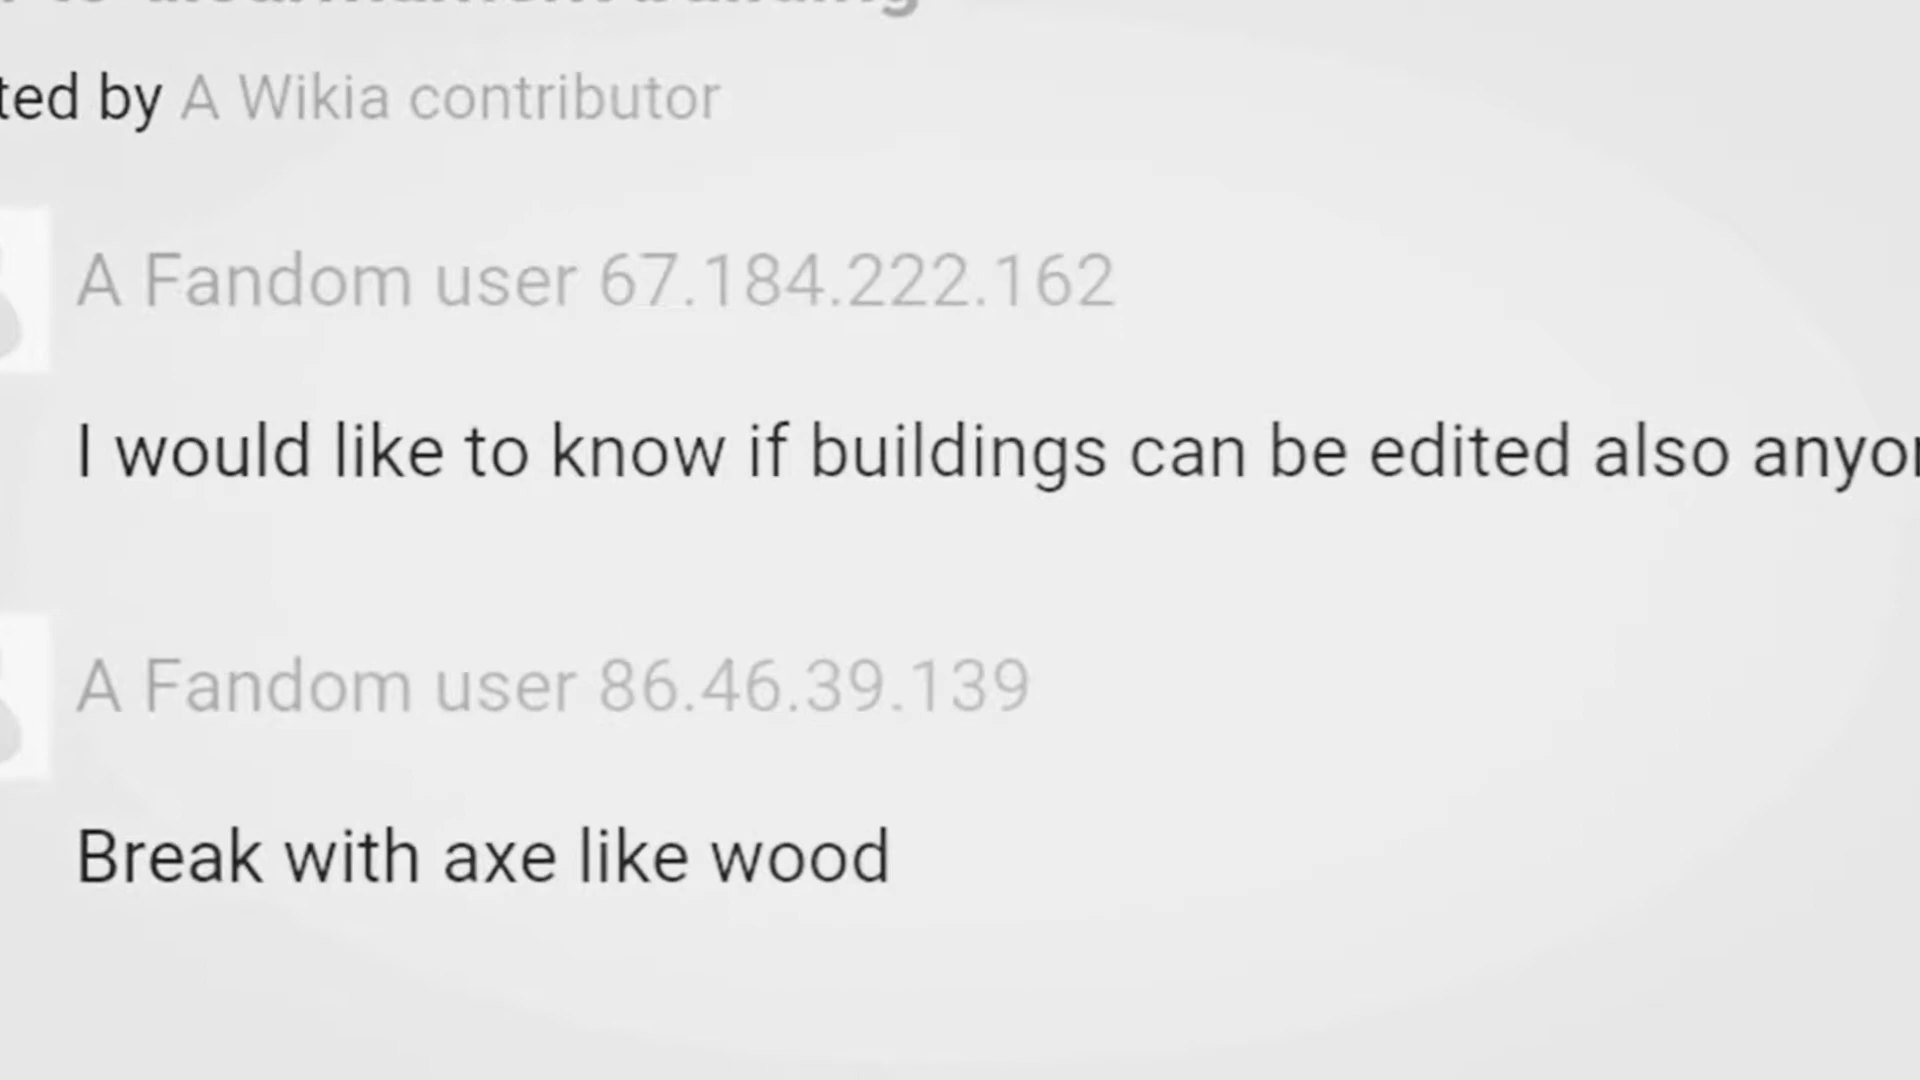 ted by A Wikia contributor
A Fandom user 67.184.222.162
I would like to know if buildings can be edited also
A Fandom user 86.46.39.139
Break with axe like wood